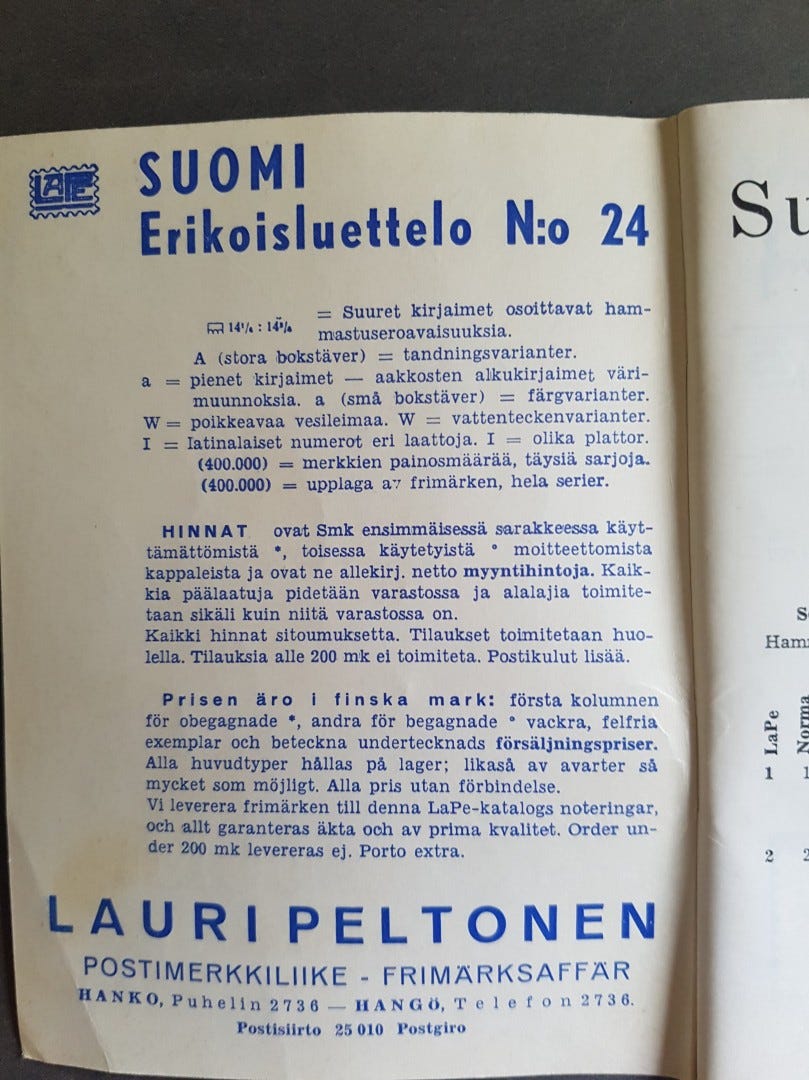 LAPE
SUOMI
Erikoisluettelo N:o 24
14¹/₄ : 14³/₄ = Suuret kirjaimet osoittavat ham-
mastuseroavaisuuksia.
A (stora bokstäver) = tandningsvarianter.
a = pienet kirjaimet — aakkosten alkukirjaimet väri-
muunnoksia. a (små bokstäver) = färgvarianter.
W = poikkeavaa vesileimaa. W = vattenteckenvarianter.
I = latinalaiset numerot eri laattoja. I = olika plattor.
(400.000) = merkkien painosmäärää, täysiä sarjoja.
(400.000) = upplaga av frimärken, hela serier.
HINNAT ovat Smk ensimmäisessä sarakkeessa käyt-
tämättömistä *, toisessa käytetyistä ° moitteettomista
kappaleista ja ovat ne allekirj. netto myyntihintoja. Kaik-
kia päälaatuja pidetään varastossa ja alalajia toimite-
taan sikäli kuin niitä varastossa on.
Kaikki hinnat sitoumuksetta. Tilaukset toimitetaan huo-
lella. Tilauksia alle 200 mk ei toimiteta. Postikulut lisää.
Prisen äro i finska mark: första kolumnen
för obegagnade *, andra för begagnade ° vackra, felfria
exemplar och beteckna undertecknads försäljningspriser.
Alla huvudtyper hållas på lager; likaså av avarter så
mycket som möjligt. Alla pris utan förbindelse.
Vi leverera frimärken till denna LaPe-katalogs noteringar,
och allt garanteras äkta och av prima kvalitet. Order un-
der 200 mk levereras ej. Porto extra.
LAURI PELTONEN
POSTIMERKKILIIKE - FRIMÄRKSAFFÄR
HANKO, Puhelin 2736 — HANGÖ, Telefon 2736.
Postisiirto 25 010 Postgiro
Su
Ham
LaPe
Norma
1 1
2 2